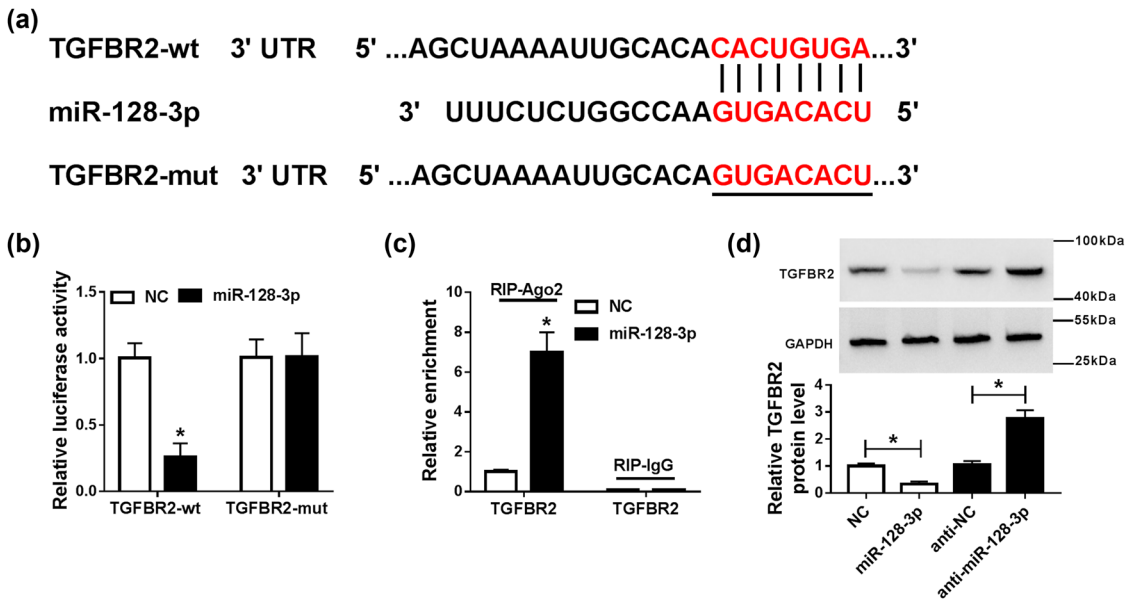 (a)
TGFBR2-wt 3' UTR 5' ...AGCUAAAAUUGCACACACUGUGA...3'
miR-128-3p 3' UUUCUCUGGCCAAGUGACACU 5'
TGFBR2-mut 3' UTR 5' ...AGCUAAAAUUGCACAGUGACACU...3'
(b)
NC miR-128-3p
Relative luciferase activity
1.5
1.0
0.5
0.0
*
TGFBR2-wt TGFBR2-mut
(c)
RIP-Ago2
NC
miR-128-3p
Relative enrichment
10
8
6
4
2
0
*
RIP-IgG
TGFBR2 TGFBR2
(d)
100kDa
TGFBR2
40kDa
55kDa
GAPDH
25kDa
Relative TGFBR2
protein level
4
3
2
1
0
*
*
NC
miR-128-3p
anti-NC
anti-miR-128-3p